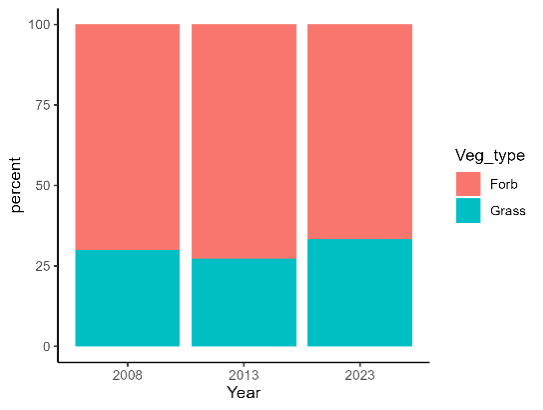 100
75
50
25
0
percent
2008 2013 2023
Year
Veg_type
Forb
Grass